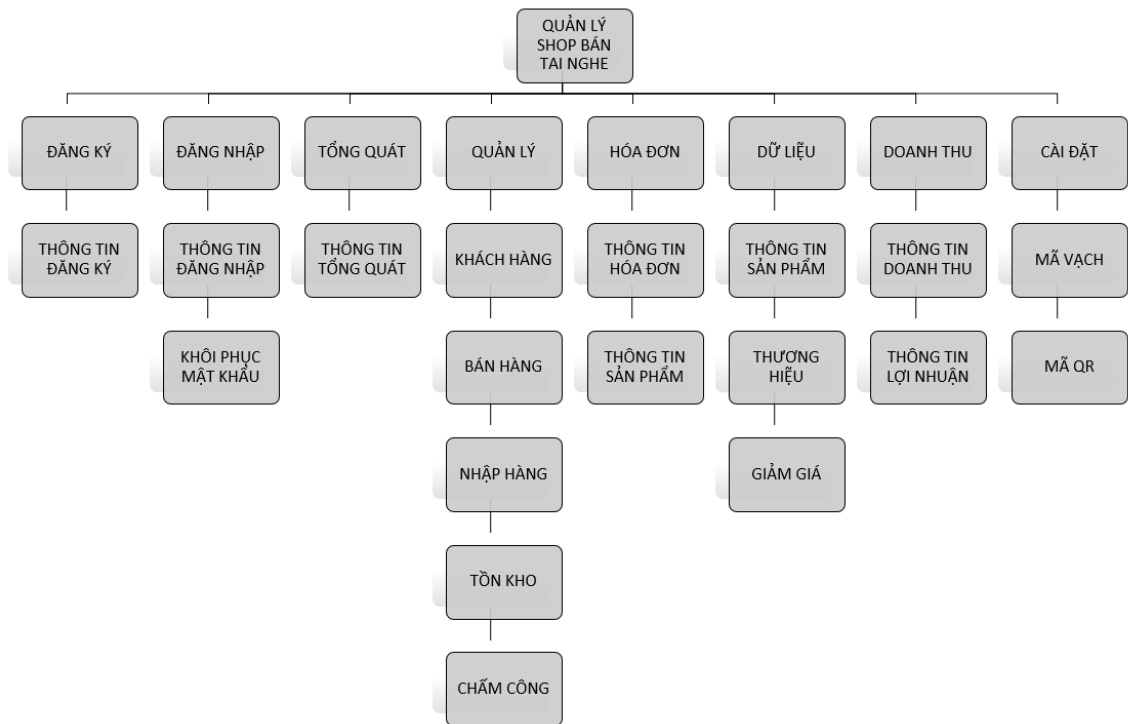 QUẢN LÝ
SHOP BÁN
TAI NGHE
ĐĂNG KÝ
ĐĂNG NHẬP
TỔNG QUÁT
QUẢN LÝ
HÓA ĐƠN
DỮ LIỆU
DOANH THU
CÀI ĐẶT
THÔNG TIN
ĐĂNG KÝ
THÔNG TIN
ĐĂNG NHẬP
THÔNG TIN
TỔNG QUÁT
KHÁCH HÀNG
THÔNG TIN
HÓA ĐƠN
THÔNG TIN
SẢN PHẨM
THÔNG TIN
DOANH THU
MÃ VẠCH
KHÔI PHỤC
MẬT KHẨU
BÁN HÀNG
THÔNG TIN
SẢN PHẨM
THƯƠNG
HIỆU
THÔNG TIN
LỢI NHUẬN
MÃ QR
NHẬP HÀNG
GIẢM GIÁ
TỒN KHO
CHẤM CÔNG